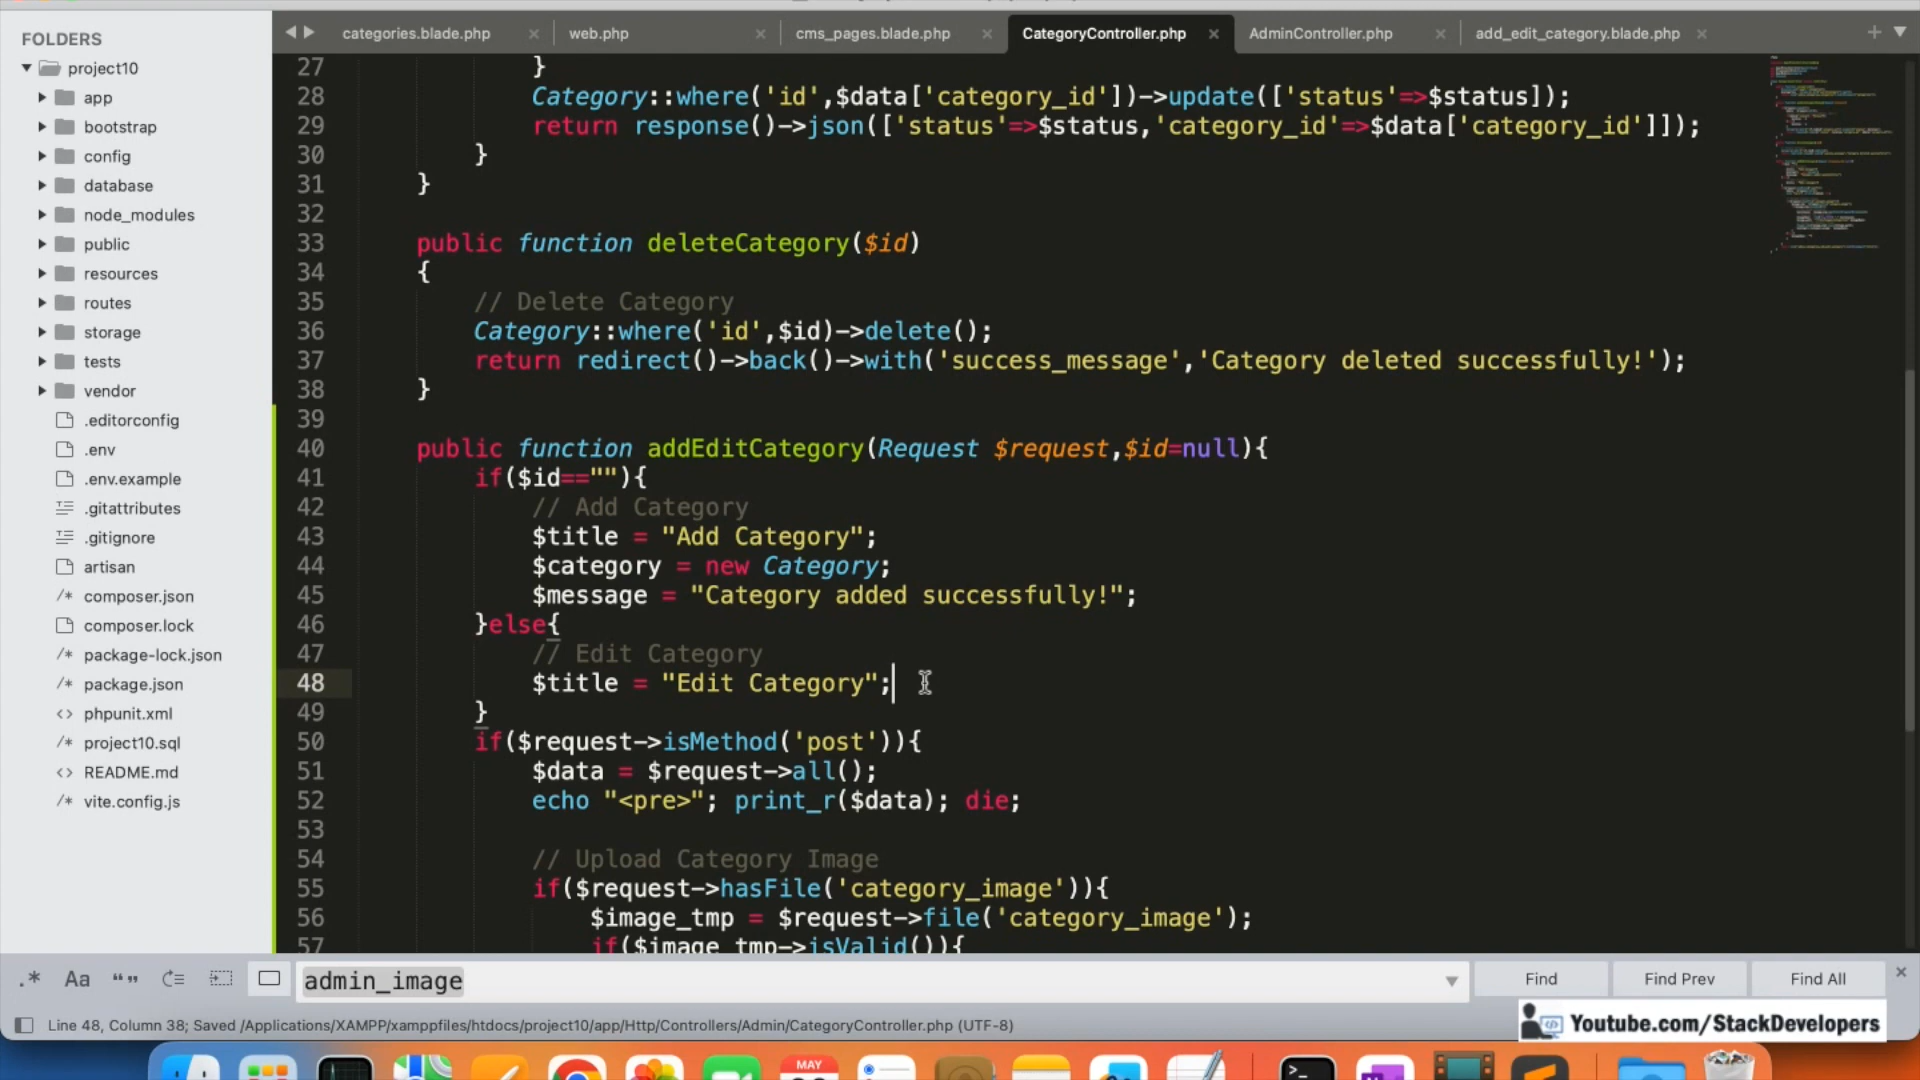 FOLDERS
project10
app
bootstrap
config
database
node_modules
public
resources
routes
storage
tests
vendor
.editorconfig
.env
.env.example
.gitattributes
.gitignore
artisan
/* composer.json
composer.lock
/* package-lock.json
/* package.json
<> phpunit.xml
/* project10.sql
<> README.md
/* vite.config.js
categories.blade.php × web.php × cms_pages.blade.php × CategoryController.php × AdminController.php × add_edit_category.blade.php ×
27 }
28 Category::where('id',$data['category_id'])->update(['status'=>$status]);
29 return response()->json(['status'=>$status,'category_id'=>$data['category_id']]);
30 }
31 }
32
33 public function deleteCategory($id)
34 {
35 // Delete Category
36 Category::where('id',$id)->delete();
37 return redirect()->back()->with('success_message','Category deleted successfully!');
38 }
39
40 public function addEditCategory(Request $request,$id=null){
41 if($id==""){
42 // Add Category
43 $title = "Add Category";
44 $category = new Category;
45 $message = "Category added successfully!";
46 }else{
47 // Edit Category
48 $title = "Edit Category";
49 }
50 if($request->isMethod('post')){
51 $data = $request->all();
52 echo "<pre>"; print_r($data); die;
53
54 // Upload Category Image
55 if($request->hasFile('category_image')){
56 $image_tmp = $request->file('category_image');
57 if($image_tmp->isValid()){
.* Aa “” admin_image Find Find Prev Find All ×
Line 48, Column 38; Saved /Applications/XAMPP/xamppfiles/htdocs/project10/app/Http/Controllers/Admin/CategoryController.php (UTF-8)
Youtube.com/StackDevelopers
MAY